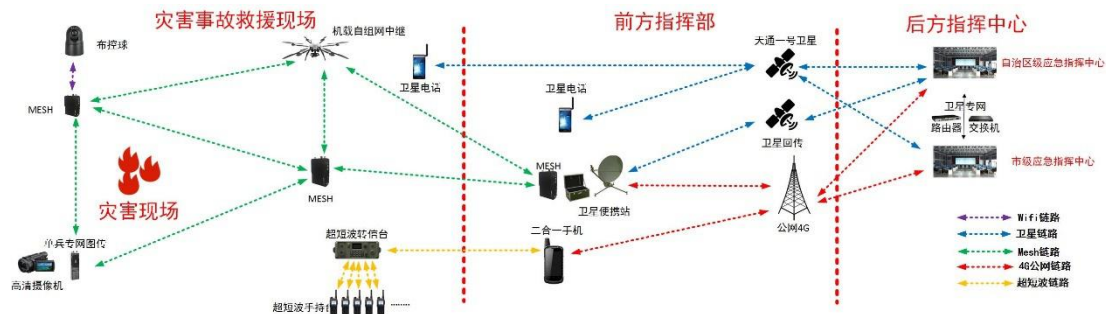 灾害事故救援现场
前方指挥部
后方指挥中心
布控球
机载自组网中继
卫星电话
天通一号卫星
自治区级应急指挥中心
卫星电话
MESH
卫星专网
路由器
交换机
卫星回传
市级应急指挥中心
MESH
MESH
灾害现场
卫星便携站
公网4G
单兵专网图传
超短波转信台
二合一手机
高清摄像机
超短波手持台
........
Wifi链路
卫星链路
Mesh链路
4G公网链路
超短波链路